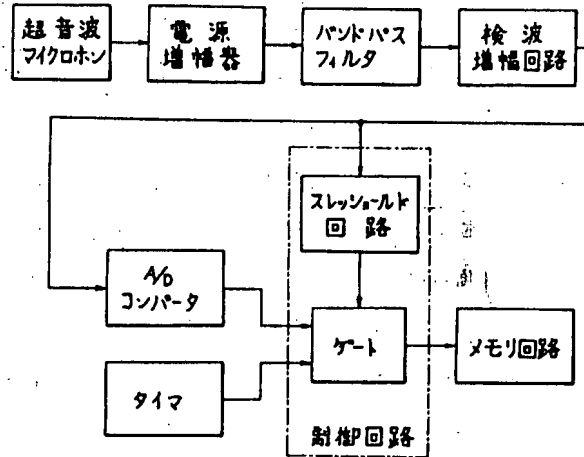 超音波
マイクロホン
電源
増幅器
バンドパス
フィルタ
検波
増幅回路
スレッショールド
回路
A/D
コンバータ
ゲート
メモリ回路
タイマ
制御回路